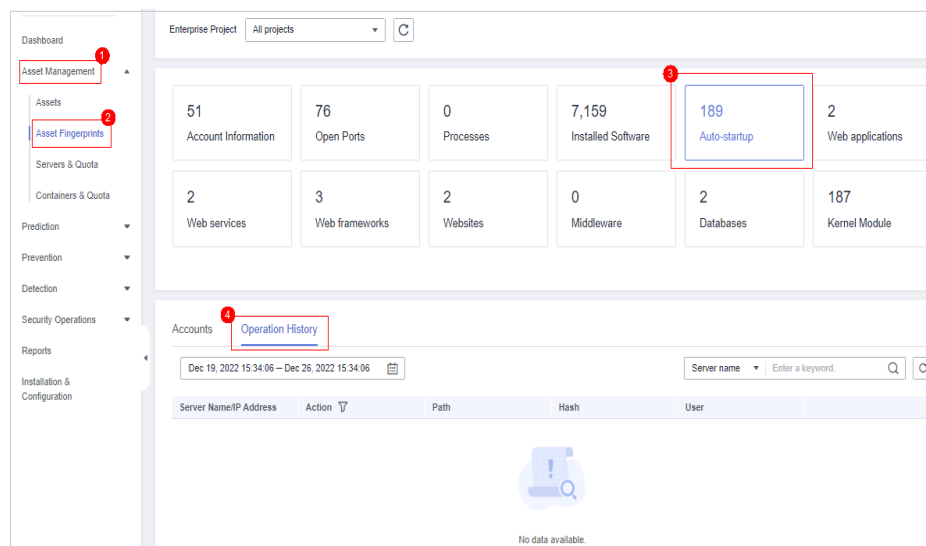 Dashboard
1
Asset Management
Assets
2
Asset Fingerprints
Servers & Quota
Containers & Quota
Prediction
Prevention
Detection
Security Operations
Reports
Installation &
Configuration
Enterprise Project All projects
3
51
Account Information
76
Open Ports
0
Processes
7,159
Installed Software
189
Auto-startup
2
Web applications
2
Web services
3
Web frameworks
2
Websites
0
Middleware
2
Databases
187
Kernel Module
4
Accounts Operation History
Dec 19, 2022 15:34:06 — Dec 26, 2022 15:34:06 Server name Enter a keyword.
Server Name/IP Address Action Path Hash User
No data available.